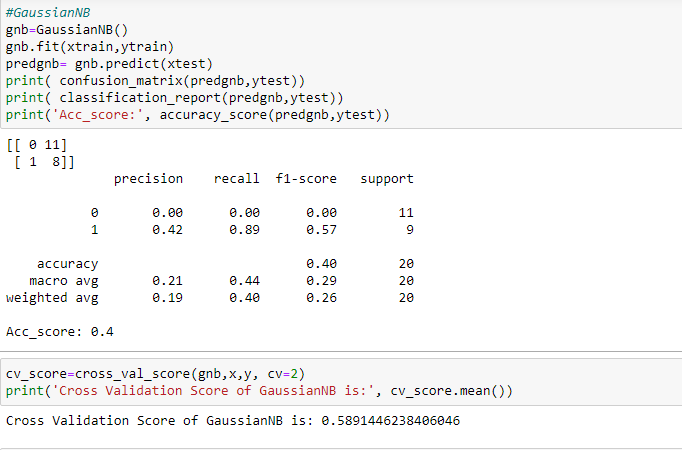 #GaussianNB
gnb=GaussianNB()
gnb.fit(xtrain,ytrain)
predgnb= gnb.predict(xtest)
print( confusion_matrix(predgnb,ytest))
print( classification_report(predgnb,ytest))
print('Acc_score:', accuracy_score(predgnb,ytest))
[[ 0 11]
 [ 1  8]]
              precision    recall  f1-score   support

           0       0.00      0.00      0.00        11
           1       0.42      0.89      0.57         9

    accuracy                           0.40        20
   macro avg       0.21      0.44      0.29        20
weighted avg       0.19      0.40      0.26        20

Acc_score: 0.4
cv_score=cross_val_score(gnb,x,y, cv=2)
print('Cross Validation Score of GaussianNB is:', cv_score.mean())
Cross Validation Score of GaussianNB is: 0.5891446238406046